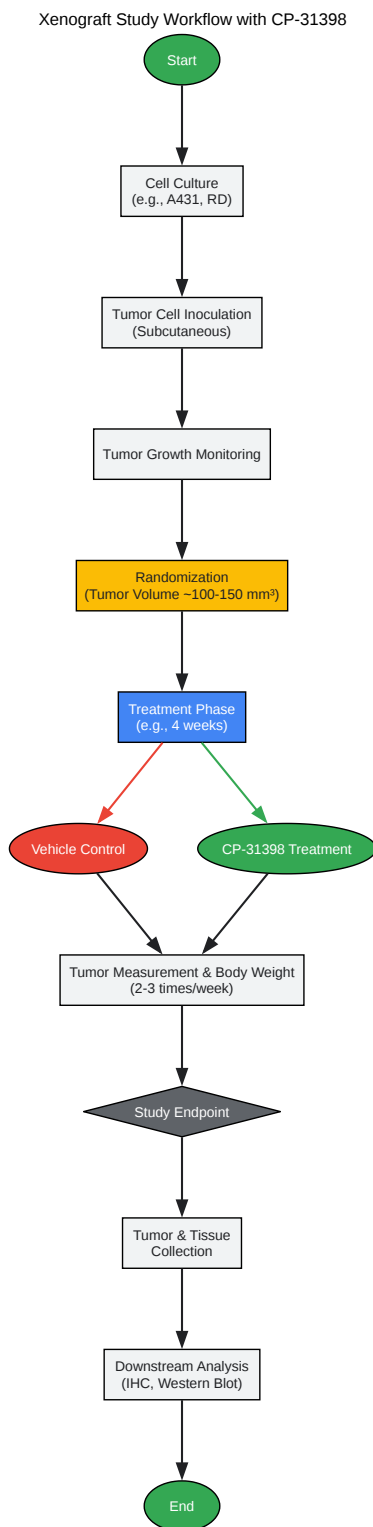 Xenograft Study Workflow with CP-31398
Start
Cell Culture
(e.g., A431, RD)
Tumor Cell Inoculation
(Subcutaneous)
Tumor Growth Monitoring
Randomization
(Tumor Volume ~100-150 mm³)
Treatment Phase
(e.g., 4 weeks)
Vehicle Control
CP-31398 Treatment
Tumor Measurement & Body Weight
(2-3 times/week)
Study Endpoint
Tumor & Tissue
Collection
Downstream Analysis
(IHC, Western Blot)
End